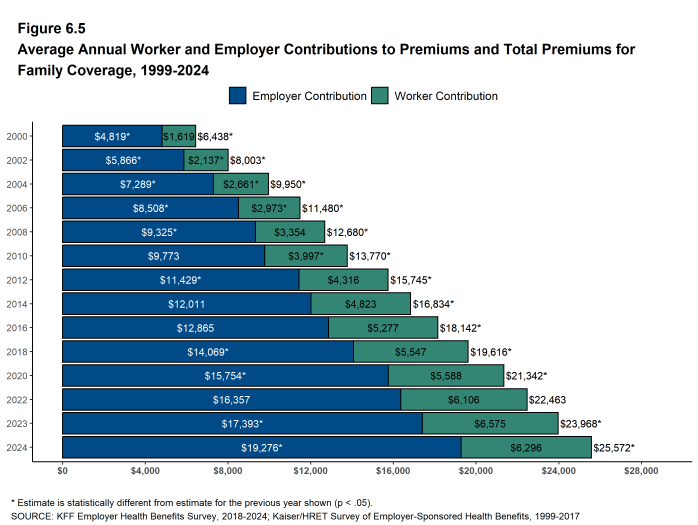 Figure 6.5
Average Annual Worker and Employer Contributions to Premiums and Total Premiums for
Family Coverage, 1999-2024
Employer Contribution Worker Contribution
2000 $4,819* $1,619 $6,438*
2002 $5,866* $2,137* $8,003*
2004 $7,289* $2,661* $9,950*
2006 $8,508* $2,973* $11,480*
2008 $9,325* $3,354 $12,680*
2010 $9,773 $3,997* $13,770*
2012 $11,429* $4,316 $15,745*
2014 $12,011 $4,823 $16,834*
2016 $12,865 $5,277 $18,142*
2018 $14,069* $5,547 $19,616*
2020 $15,754* $5,588 $21,342*
2022 $16,357 $6,106 $22,463
2023 $17,393* $6,575 $23,968*
2024 $19,276* $6,296 $25,572*
$0 $4,000 $8,000 $12,000 $16,000 $20,000 $24,000 $28,000
* Estimate is statistically different from estimate for the previous year shown (p < .05).
SOURCE: KFF Employer Health Benefits Survey, 2018-2024; Kaiser/HRET Survey of Employer-Sponsored Health Benefits, 1999-2017